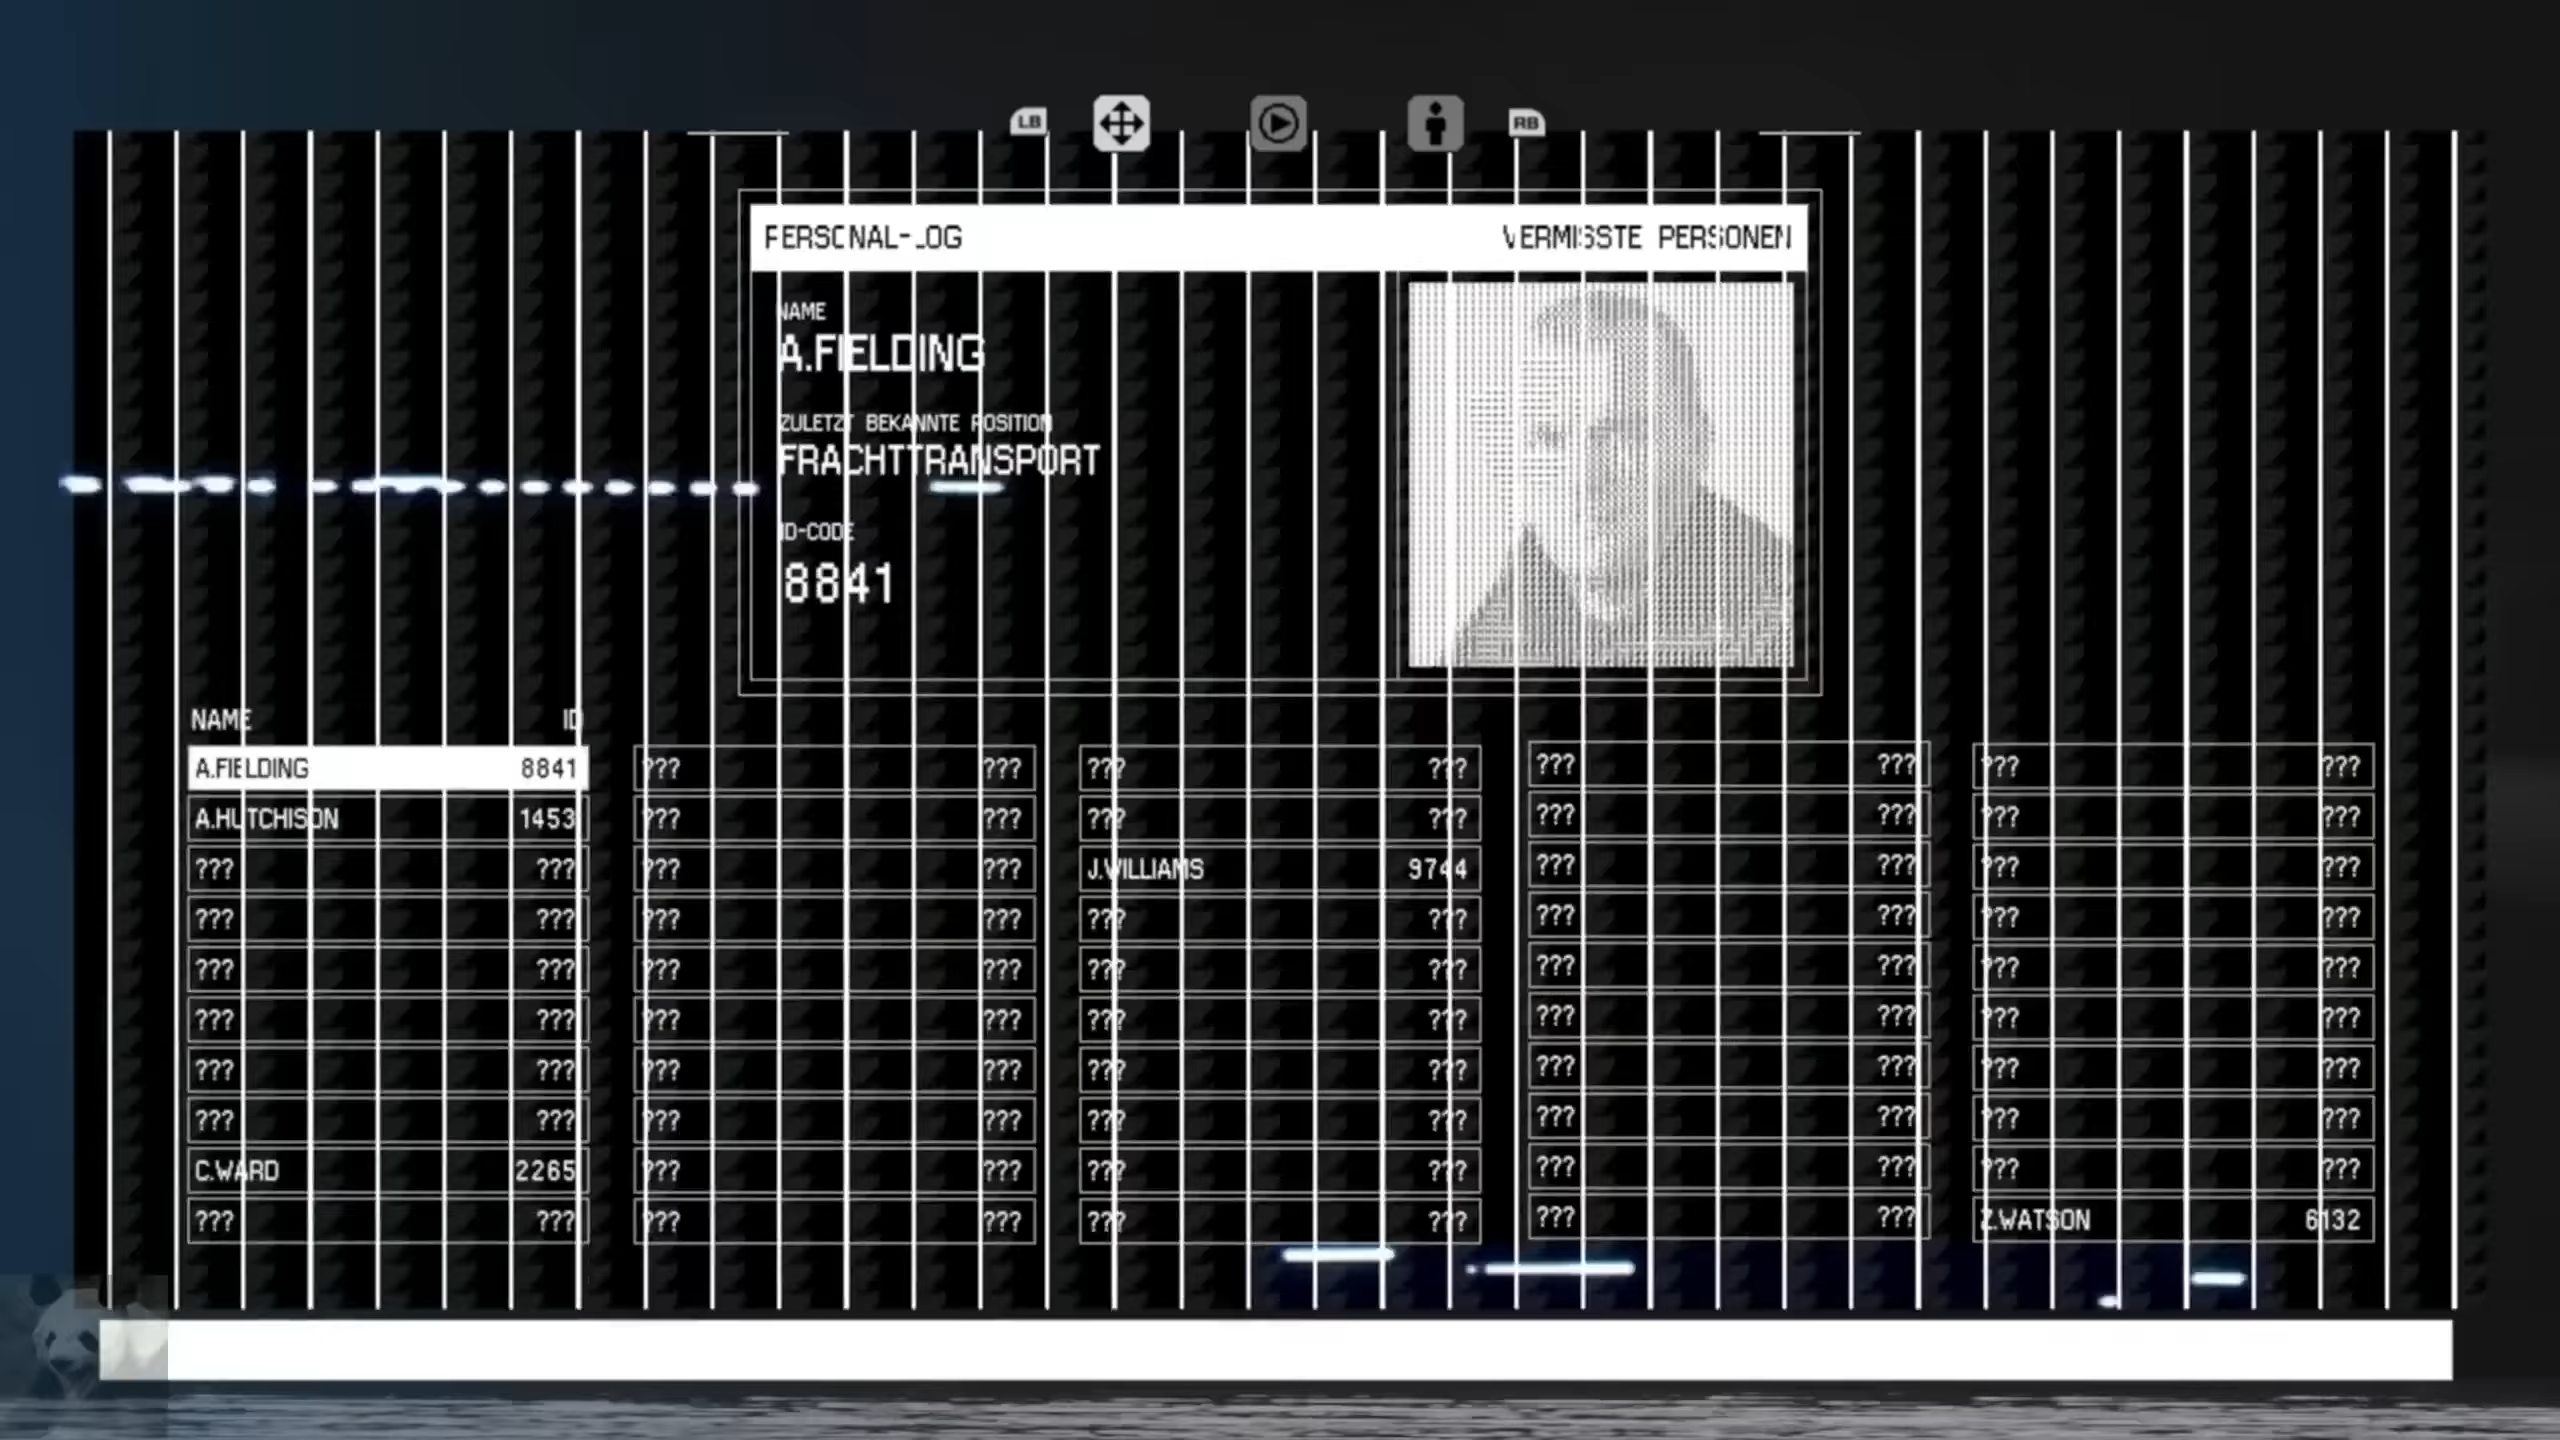 LB RB
PERSONAL-LOG VERMISSTE PERSONEN
NAME
A.FIELDING
ZULETZT BEKANNTE POSITION
FRACHTTRANSPORT
ID-CODE
8841
NAME ID
A.FIELDING 8841 ??? ??? ??? ??? ??? ??? ??? ???
A.HUTCHISON 1453 ??? ??? ??? ??? ??? ??? ??? ???
??? ??? ??? ??? J.WILLIAMS 9744 ??? ??? ??? ???
??? ??? ??? ??? ??? ??? ??? ??? ??? ???
??? ??? ??? ??? ??? ??? ??? ??? ??? ???
??? ??? ??? ??? ??? ??? ??? ??? ??? ???
??? ??? ??? ??? ??? ??? ??? ??? ??? ???
??? ??? ??? ??? ??? ??? ??? ??? ??? ???
C.WARD 2265 ??? ??? ??? ??? ??? ??? ??? ???
??? ??? ??? ??? ??? ??? ??? ??? Z.WATSON 6132